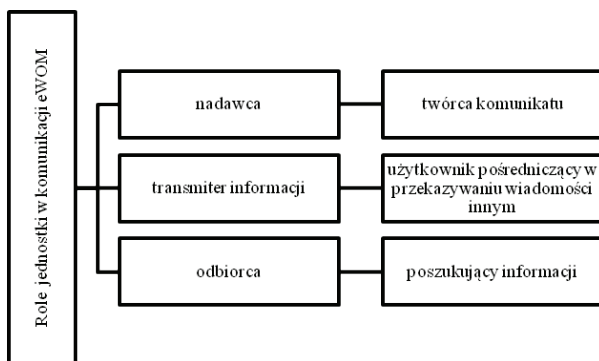 Role jednostki w komunikacji eWOM
nadawca
twórca komunikatu
transmiter informacji
użytkownik pośredniczący w
przekazywaniu wiadomości
innym
odbiorca
poszukujący informacji